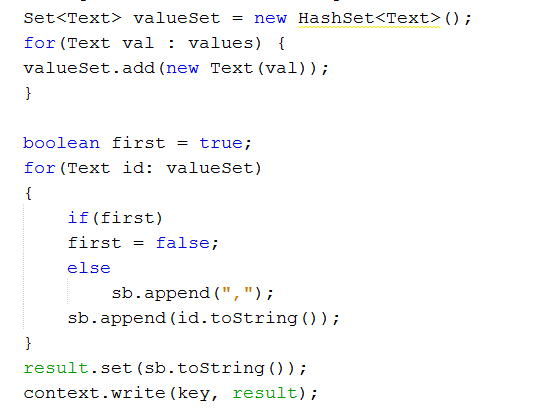 Set<Text> valueSet = new HashSet<Text>();
for(Text val : values) {
valueSet.add(new Text(val));
}

boolean first = true;
for(Text id: valueSet)
{
    if(first)
    first = false;
    else
        sb.append(",");
    sb.append(id.toString());
}
result.set(sb.toString());
context.write(key, result);